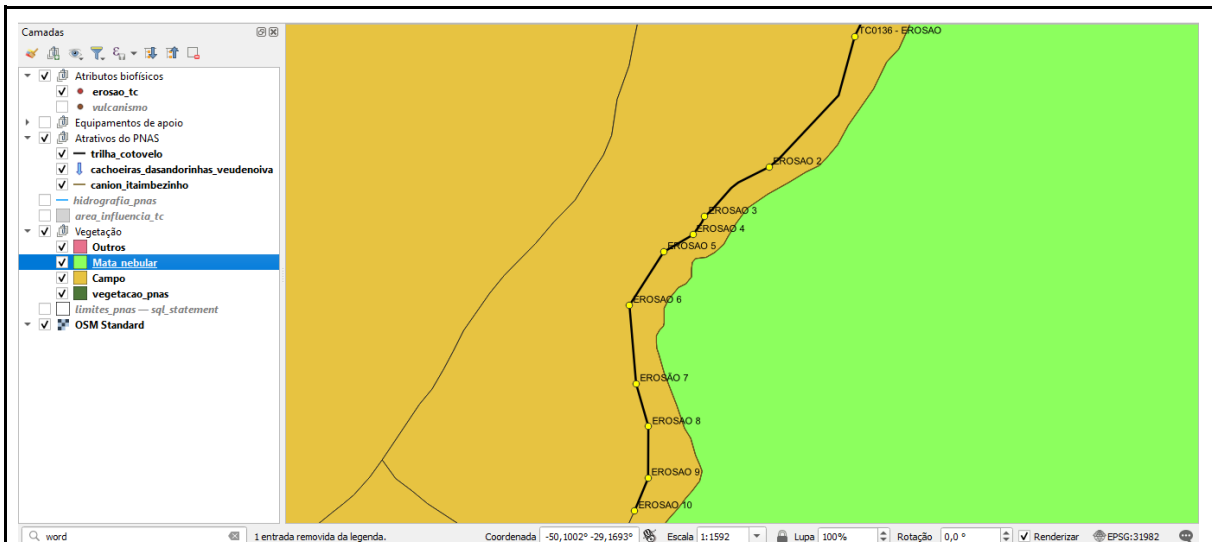 Camadas
Atributos biofísicos
erosao_tc
vulcanismo
Equipamentos de apoio
Atrativos do PNAS
trilha_cotovelo
cachoeiras_dasandorinhas_veudenoiva
canion_itaimbezinho
hidrografia_pnas
area_influencia_tc
Vegetação
Outros
Mata_nebular
Campo
vegetacao_pnas
limites_pnas — sql_statement
OSM Standard
TC0136 - EROSAO
EROSAO 2
EROSAO 3
EROSAO 4
EROSAO 5
EROSAO 6
EROSÃO 7
EROSAO 8
EROSAO 9
EROSAO 10
word 1 entrada removida da legenda. Coordenada -50,1002° -29,1693° Escala 1:1592 Lupa 100% Rotação 0,0 ° Renderizar EPSG:31982